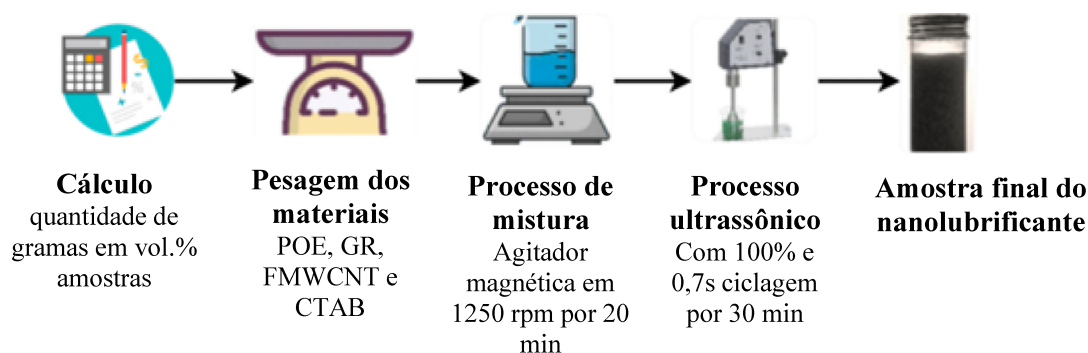 Cálculo
quantidade de
gramas em vol.%
amostras
Pesagem dos
materiais
POE, GR,
FMWCNT e
CTAB
Processo de
mistura
Agitador
magnética em
1250 rpm por 20
min
Processo
ultrassônico
Com 100% e
0,7s ciclagem
por 30 min
Amostra final do
nanolubrificante